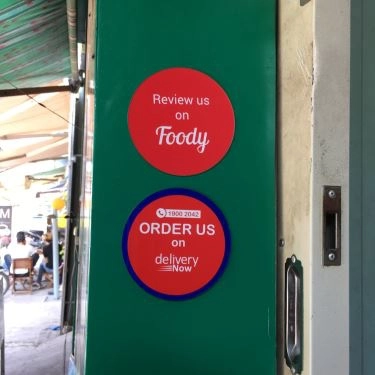 Review us
on
Foody
1900 2042
ORDER US
on
delivery
Now
M